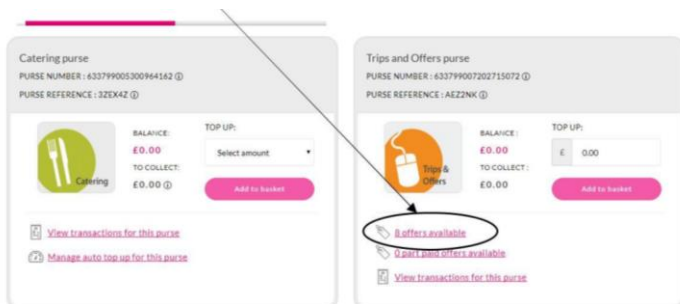 Catering purse
PURSE NUMBER : 633799005300964162
PURSE REFERENCE : 3ZEX4Z
Catering
BALANCE:
£0.00
TO COLLECT:
£0.00
TOP UP:
Select amount
Add to basket
View transactions for this purse
Manage auto top up for this purse
Trips and Offers purse
PURSE NUMBER : 633799007202715072
PURSE REFERENCE : AEZ2NK
Trips &
Offers
BALANCE:
£0.00
TO COLLECT:
£0.00
TOP UP:
£ 0.00
Add to basket
8 offers available
0 part paid offers available
View transactions for this purse